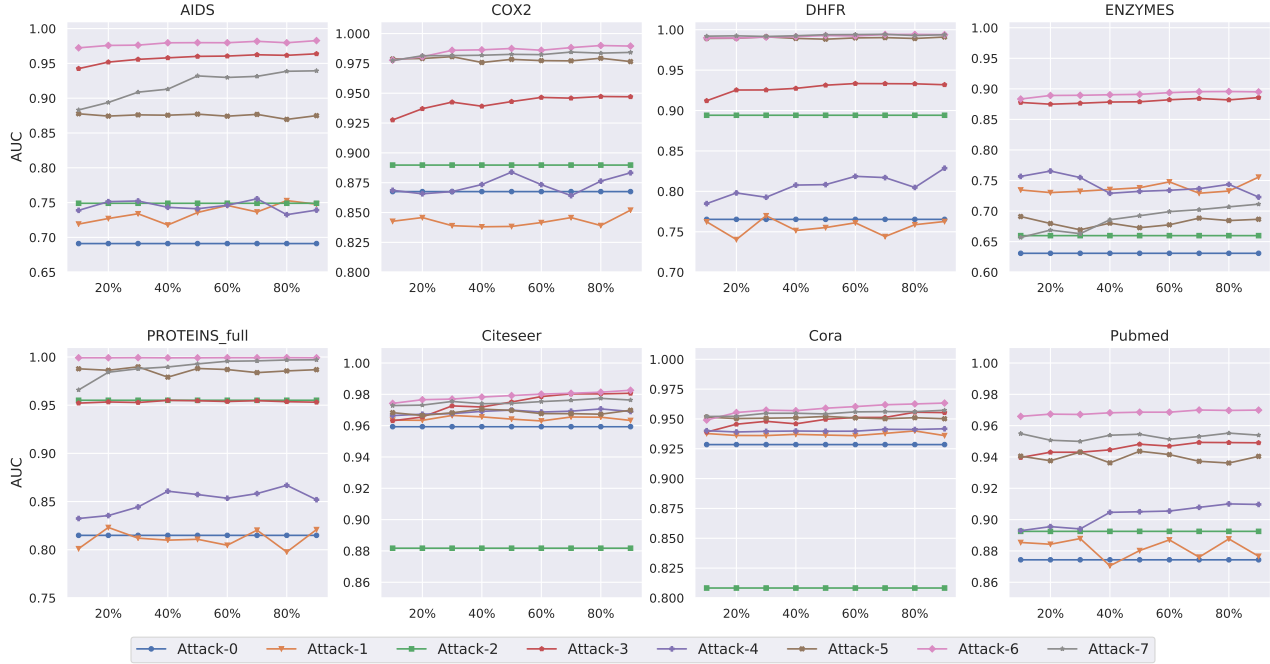 AIDS COX2 DHFR ENZYMES
1.00 0.95 0.90 0.85 0.80 0.75 0.70 0.65
AUC
20% 40% 60% 80%
1.000 0.975 0.950 0.925 0.900 0.875 0.850 0.825 0.800
20% 40% 60% 80%
1.00 0.95 0.90 0.85 0.80 0.75 0.70
20% 40% 60% 80%
1.00 0.95 0.90 0.85 0.80 0.75 0.70 0.65 0.60
20% 40% 60% 80%
PROTEINS_full Citeseer Cora Pubmed
1.00 0.95 0.90 0.85 0.80 0.75
AUC
20% 40% 60% 80%
1.00 0.98 0.96 0.94 0.92 0.90 0.88 0.86
20% 40% 60% 80%
1.000 0.975 0.950 0.925 0.900 0.875 0.850 0.825 0.800
20% 40% 60% 80%
1.00 0.98 0.96 0.94 0.92 0.90 0.88 0.86
20% 40% 60% 80%
Attack-0 Attack-1 Attack-2 Attack-3 Attack-4 Attack-5 Attack-6 Attack-7